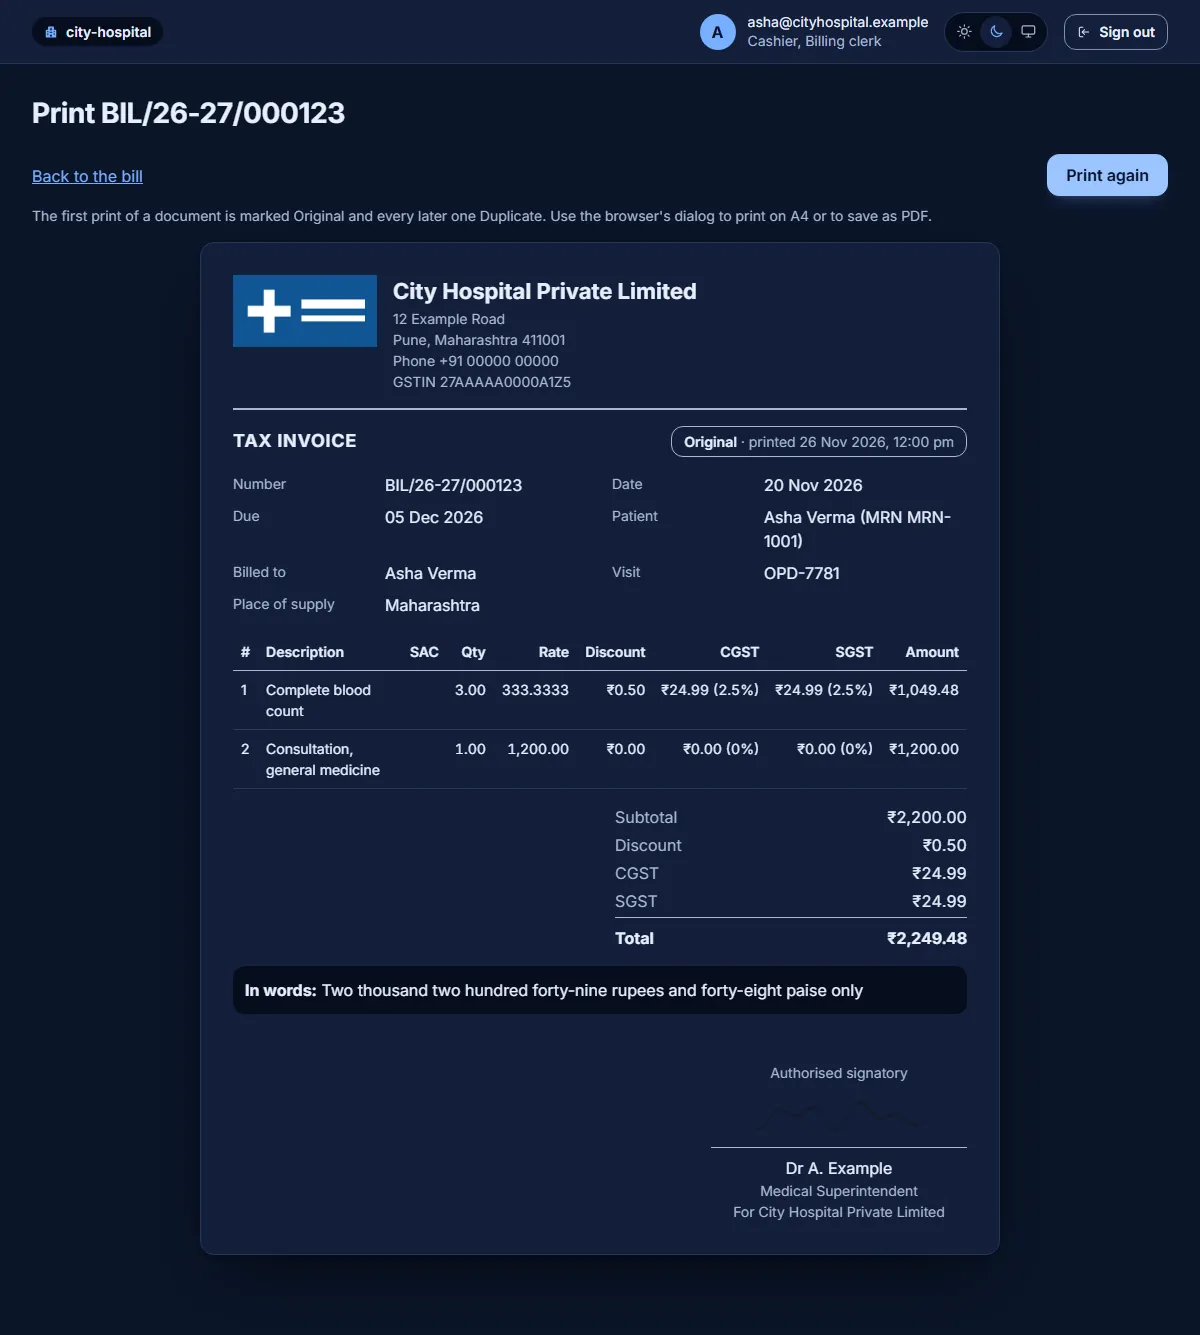 city-hospital
A
asha@cityhospital.example
Cashier, Billing clerk
Sign out
Print BIL/26-27/000123
Back to the bill
Print again
The first print of a document is marked Original and every later one Duplicate. Use the browser's dialog to print on A4 or to save as PDF.
City Hospital Private Limited
12 Example Road
Pune, Maharashtra 411001
Phone +91 00000 00000
GSTIN 27AAAAA0000A1Z5
TAX INVOICE
Original · printed 26 Nov 2026, 12:00 pm
Number BIL/26-27/000123 Date 20 Nov 2026
Due 05 Dec 2026 Patient Asha Verma (MRN MRN-
1001)
Billed to Asha Verma Visit OPD-7781
Place of supply Maharashtra
# Description SAC Qty Rate Discount CGST SGST Amount
1 Complete blood 3.00 333.3333 ₹0.50 ₹24.99 (2.5%) ₹24.99 (2.5%) ₹1,049.48
count
2 Consultation, 1.00 1,200.00 ₹0.00 ₹0.00 (0%) ₹0.00 (0%) ₹1,200.00
general medicine
Subtotal ₹2,200.00
Discount ₹0.50
CGST ₹24.99
SGST ₹24.99
Total ₹2,249.48
In words: Two thousand two hundred forty-nine rupees and forty-eight paise only
Authorised signatory
Dr A. Example
Medical Superintendent
For City Hospital Private Limited